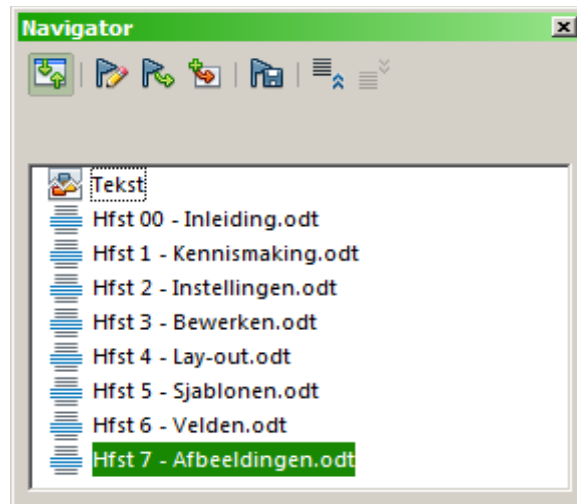 Navigator
Tekst
Hfst 00 - Inleiding.odt
Hfst 1 - Kennismaking.odt
Hfst 2 - Instellingen.odt
Hfst 3 - Bewerken.odt
Hfst 4 - Lay-out.odt
Hfst 5 - Sjablonen.odt
Hfst 6 - Velden.odt
Hfst 7 - Afbeeldingen.odt